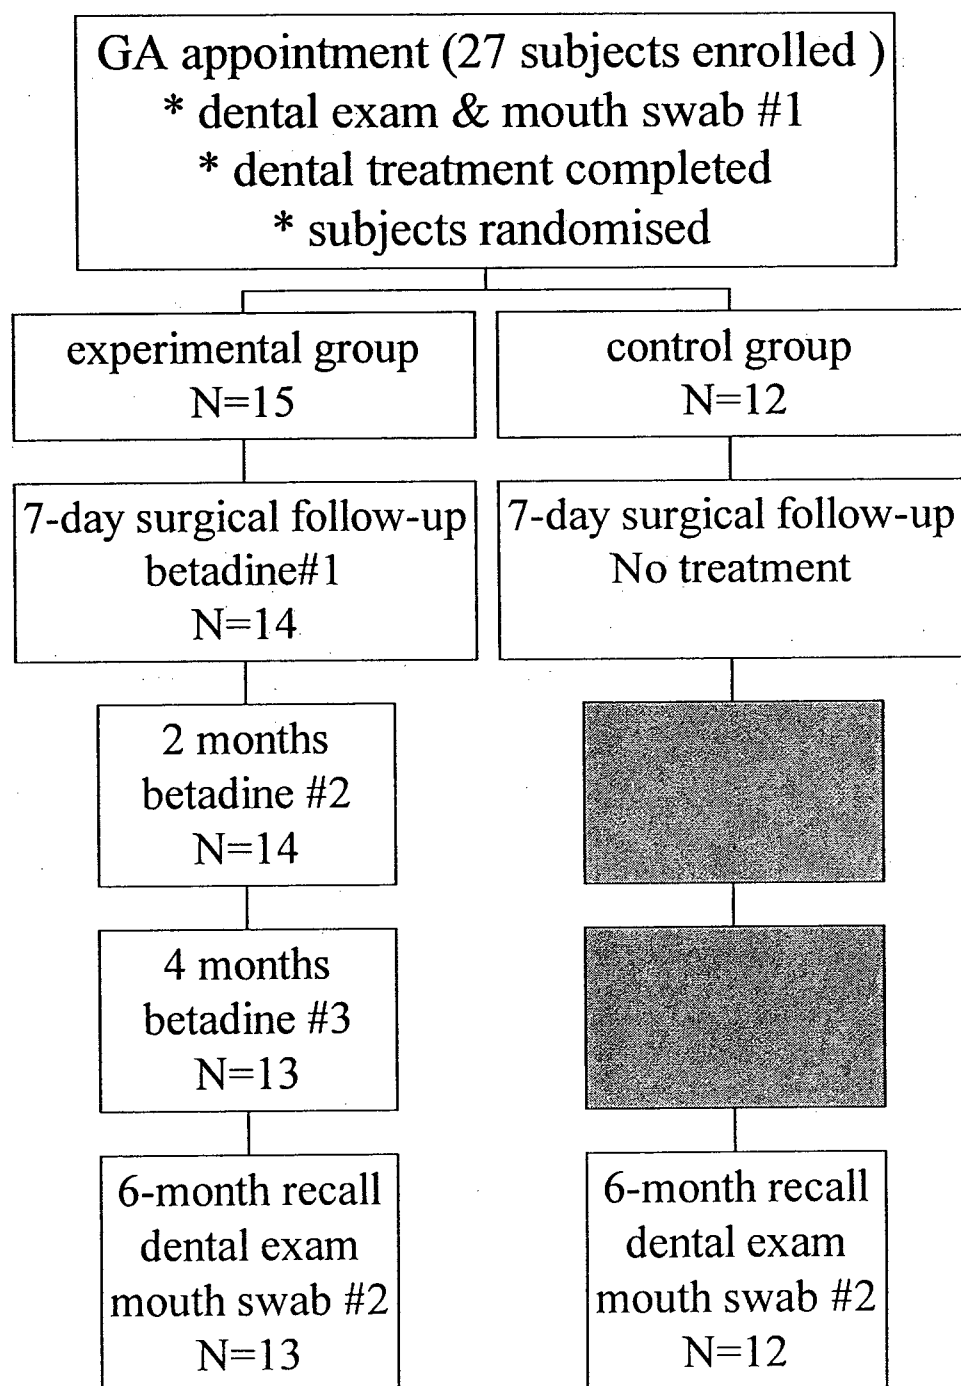 GA appointment (27 subjects enrolled )
* dental exam & mouth swab #1
* dental treatment completed
* subjects randomised
experimental group
N=15
control group
N=12
7-day surgical follow-up
betadine#1
N=14
7-day surgical follow-up
No treatment
2 months
betadine #2
N=14
4 months
betadine #3
N=13
6-month recall
dental exam
mouth swab #2
N=13
6-month recall
dental exam
mouth swab #2
N=12